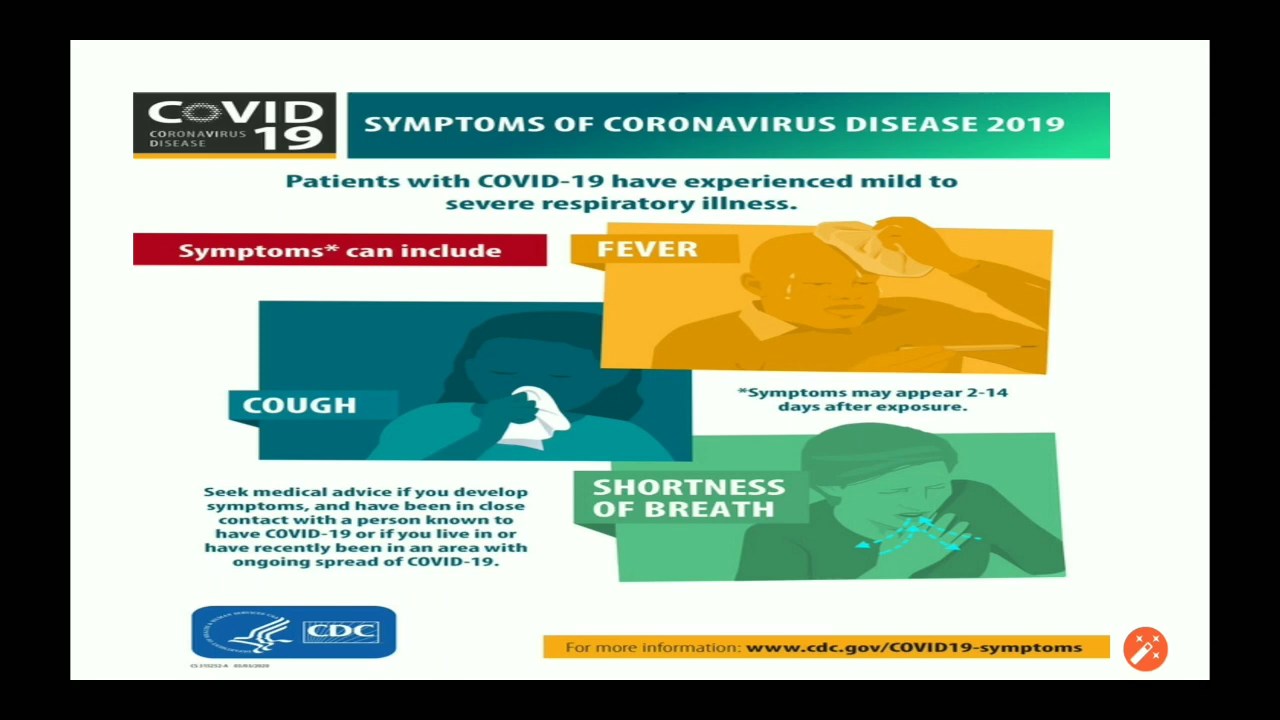 COVID
CORONAVIRUS
DISEASE
19
SYMPTOMS OF CORONAVIRUS DISEASE 2019
Patients with COVID-19 have experienced mild to
severe respiratory illness.
Symptoms* can include
FEVER
COUGH
*Symptoms may appear 2-14
days after exposure.
SHORTNESS
OF BREATH
Seek medical advice if you develop
symptoms, and have been in close
contact with a person known to
have COVID-19 or if you live in or
have recently been in an area with
ongoing spread of COVID-19.
CDC
For more information: www.cdc.gov/COVID19-symptoms